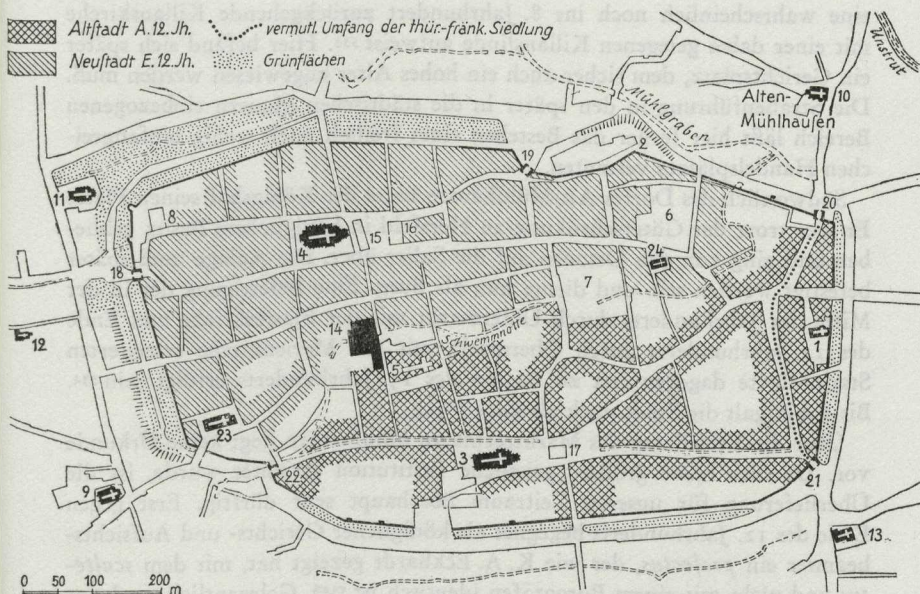 Altstadt A.12.Jh.
vermutl. Umfang der thür.-fränk. Siedlung
Neustadt E.12.Jh.
Grünflächen
Unstrut
Alten-
Mühlhausen
10
Mühlgraben
2
19
11
8
6
20
4
15
16
24
18
7
14
Schwemmnotte
1
12
5
23
3
17
22
21
9
13
0 50 100 200
m